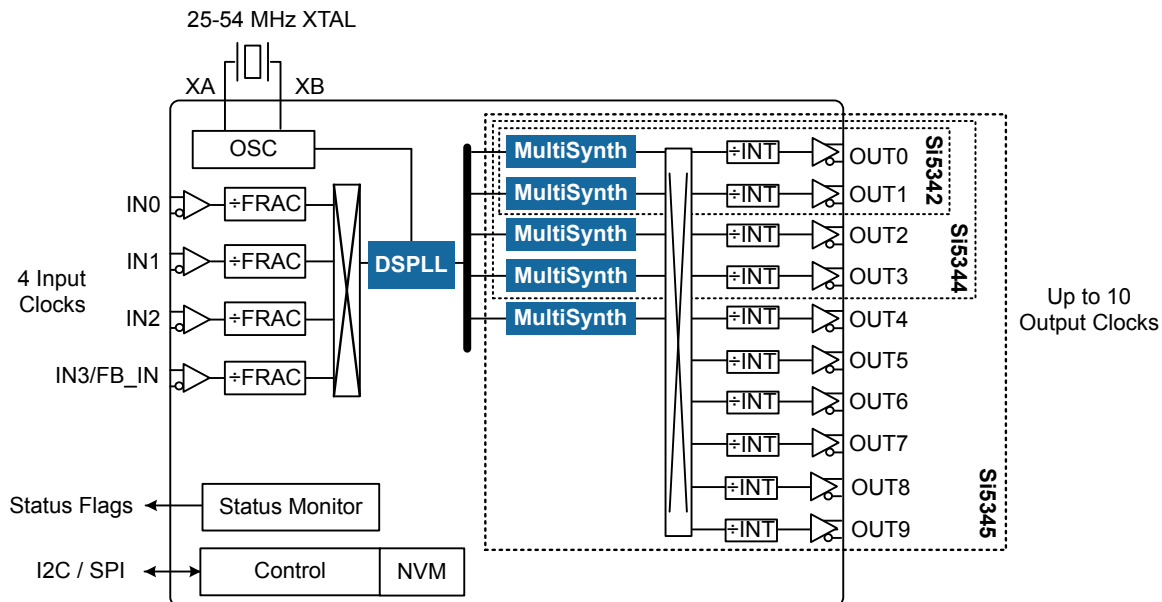 25-54 MHz XTAL
XA
XB
OSC
IN0
÷FRAC
IN1
÷FRAC
4 Input
Clocks
IN2
÷FRAC
IN3/FB_IN
÷FRAC
DSPLL
MultiSynth
÷INT
OUT0
MultiSynth
÷INT
OUT1
Si5342
MultiSynth
÷INT
OUT2
MultiSynth
÷INT
OUT3
Si5344
MultiSynth
÷INT
OUT4
÷INT
OUT5
÷INT
OUT6
÷INT
OUT7
÷INT
OUT8
÷INT
OUT9
Si5345
Up to 10
Output Clocks
Status Flags
Status Monitor
I2C / SPI
Control
NVM